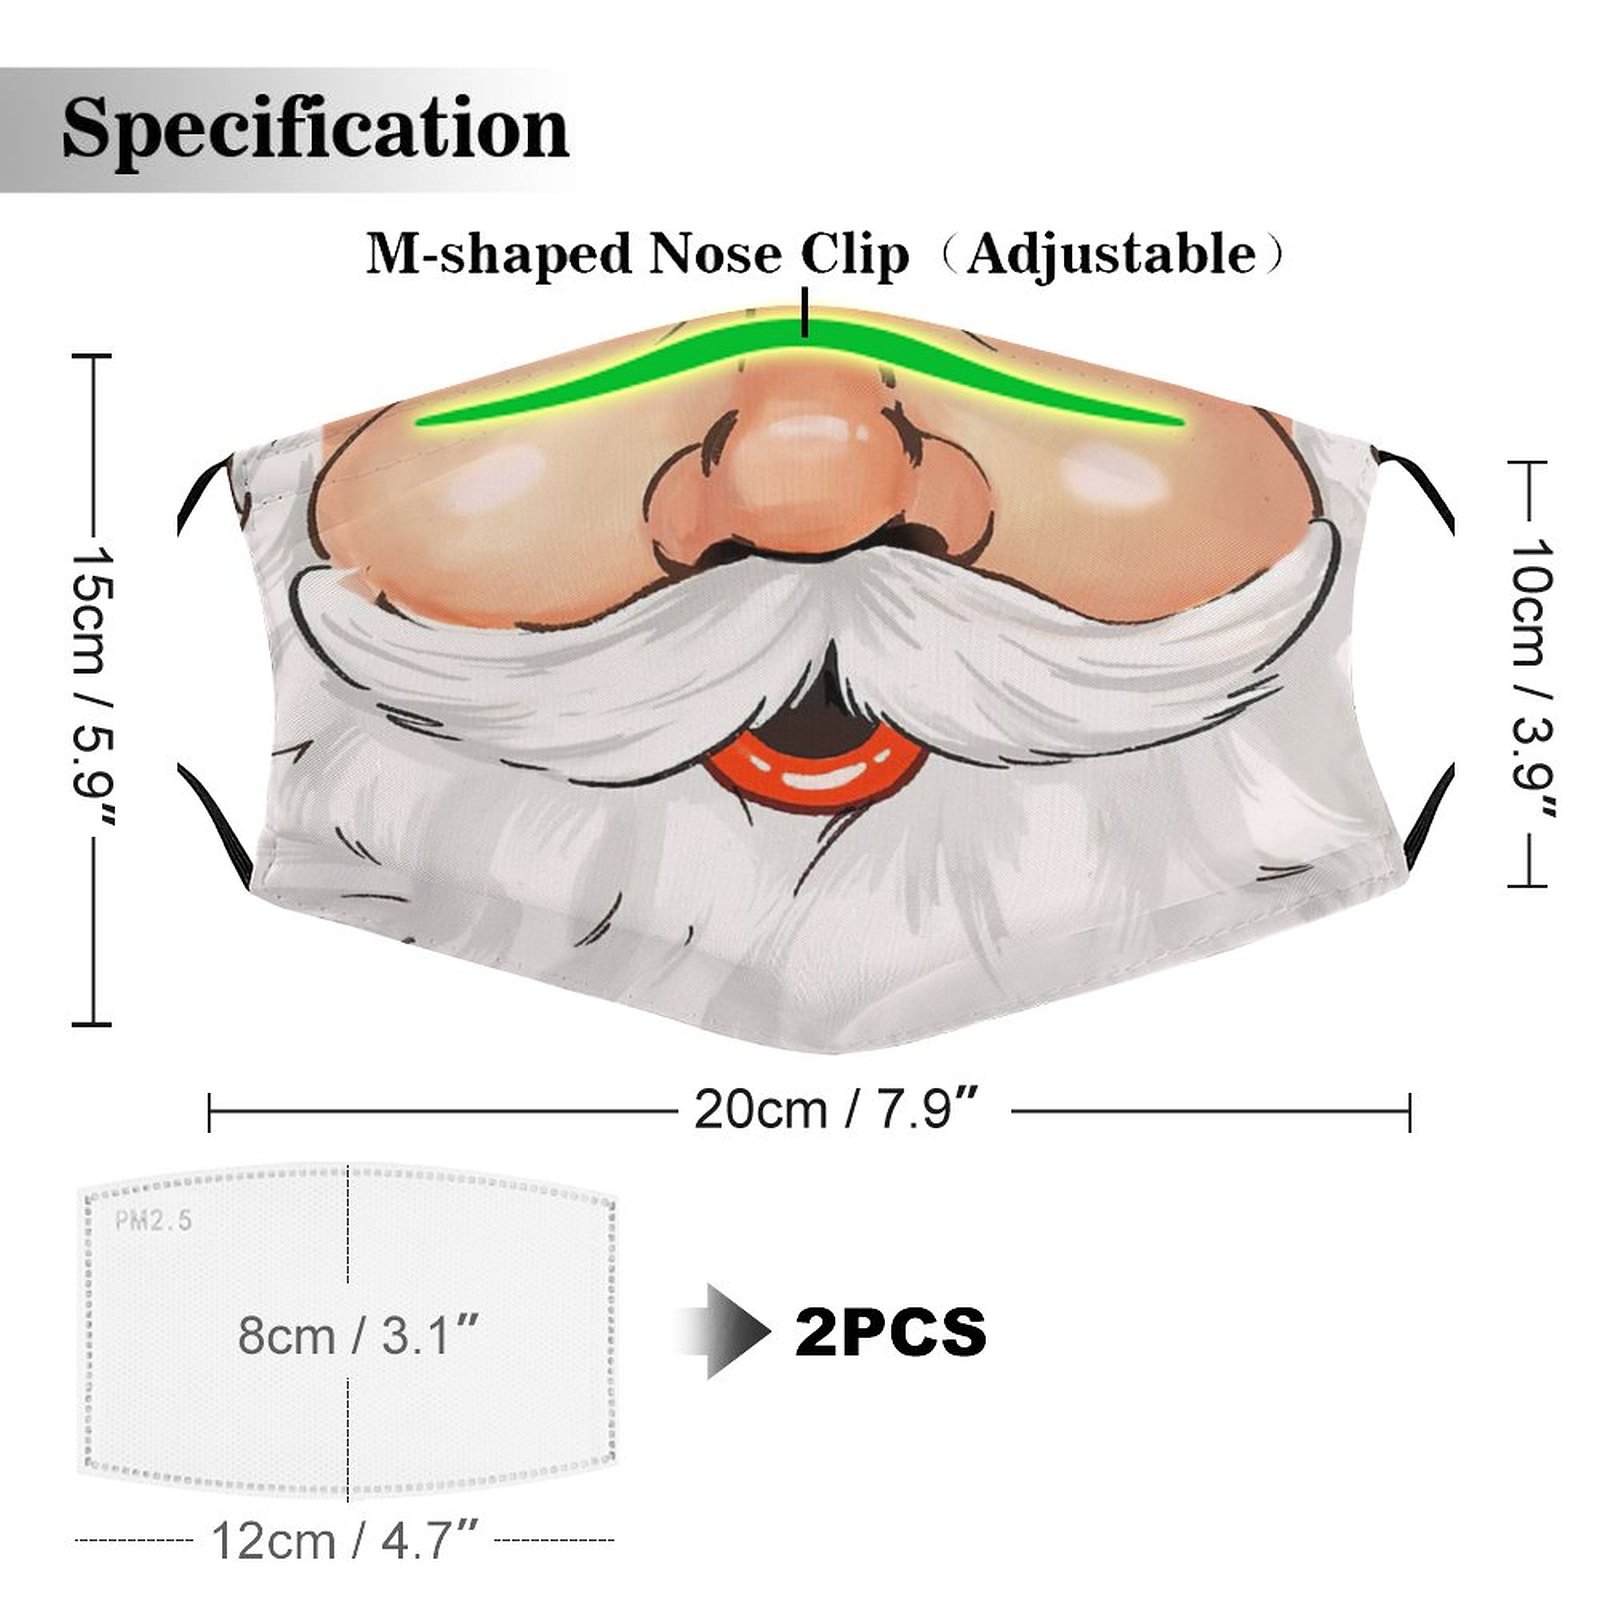 Specification
M-shaped Nose Clip（Adjustable）
15cm / 5.9″
10cm / 3.9″
20cm / 7.9″
PM2.5
8cm / 3.1″
2PCS
12cm / 4.7″